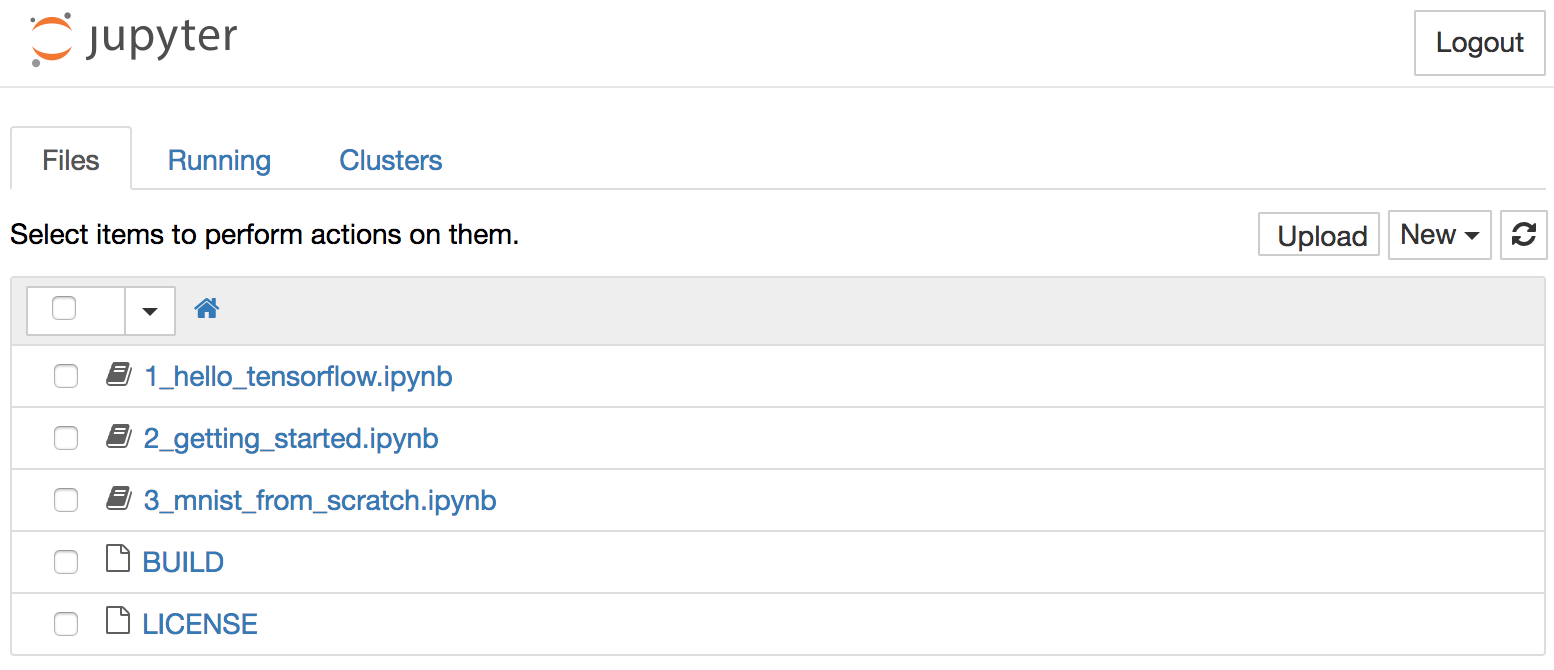 jupyter
Logout
Files Running Clusters
Select items to perform actions on them. Upload New
1_hello_tensorflow.ipynb
2_getting_started.ipynb
3_mnist_from_scratch.ipynb
BUILD
LICENSE